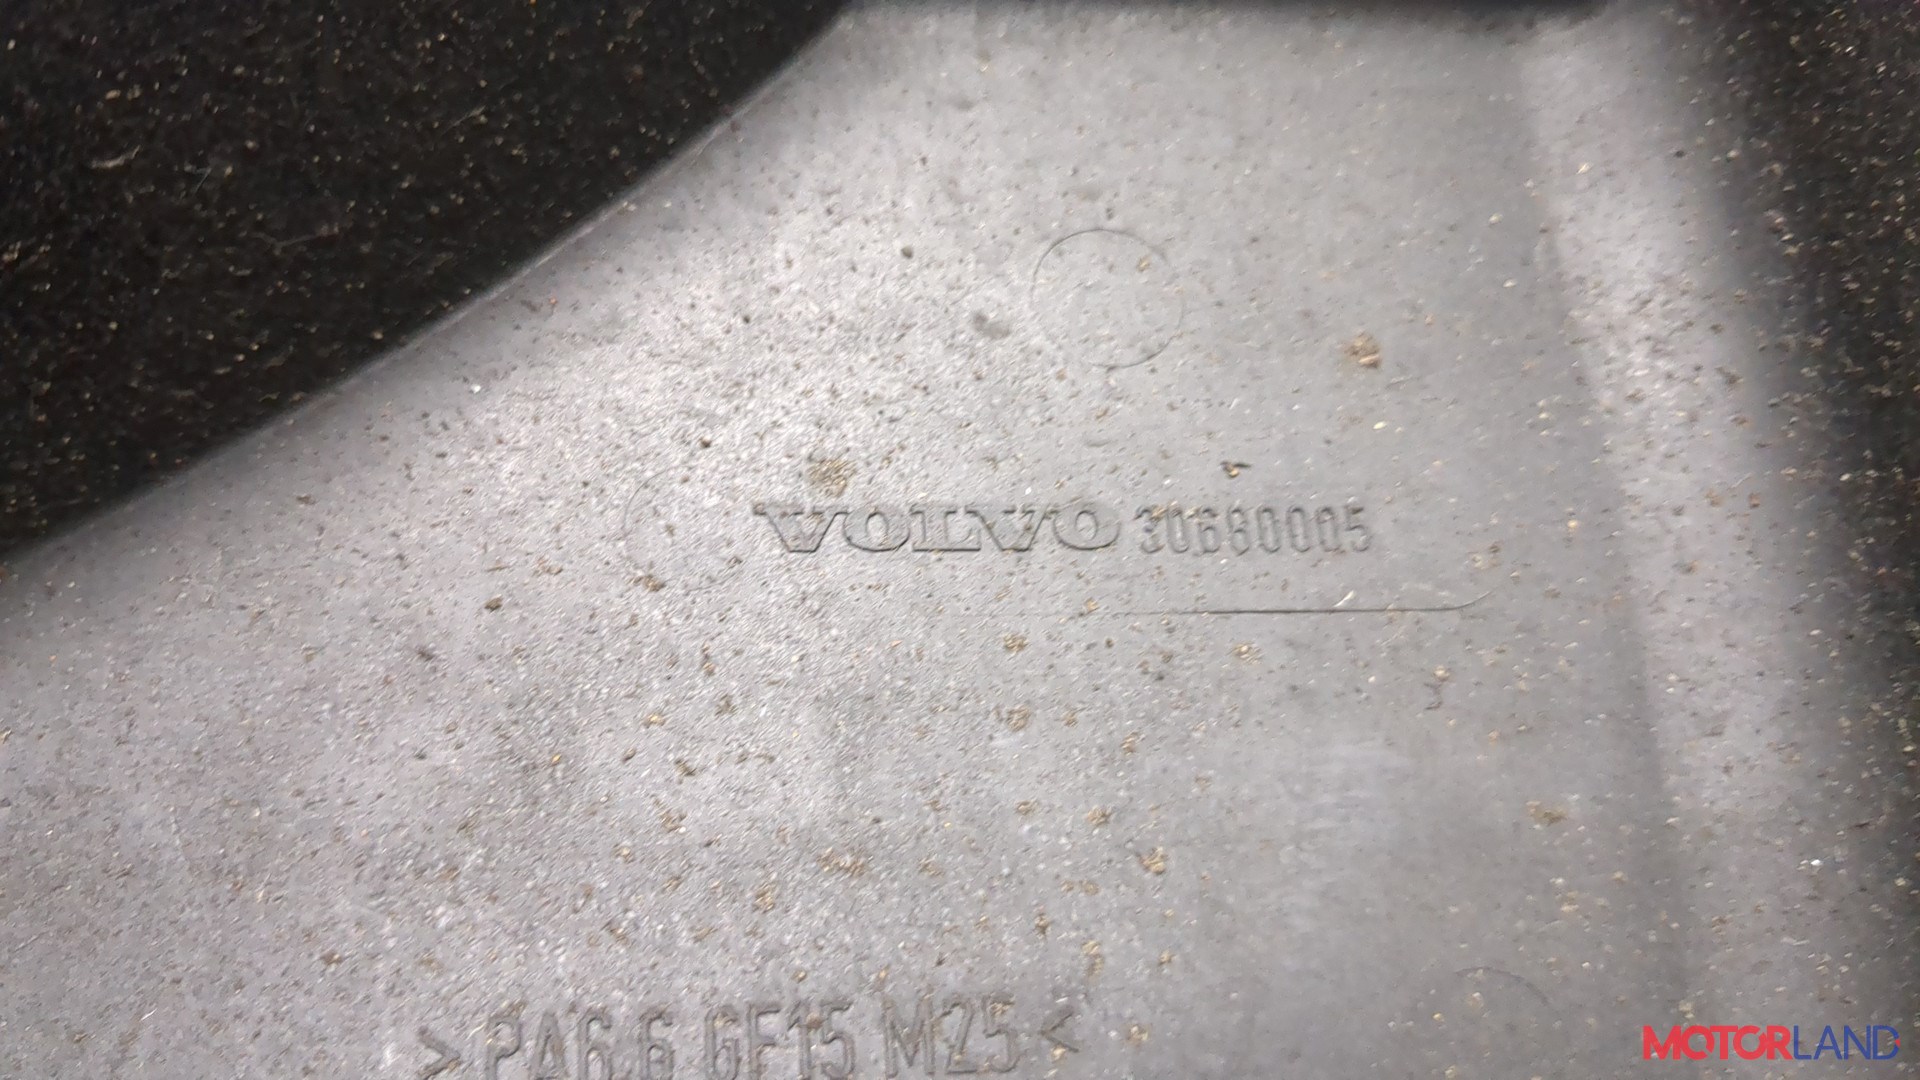 VOLVO 30680005
>PA6.6 GF15 M25<
MOTORLAND